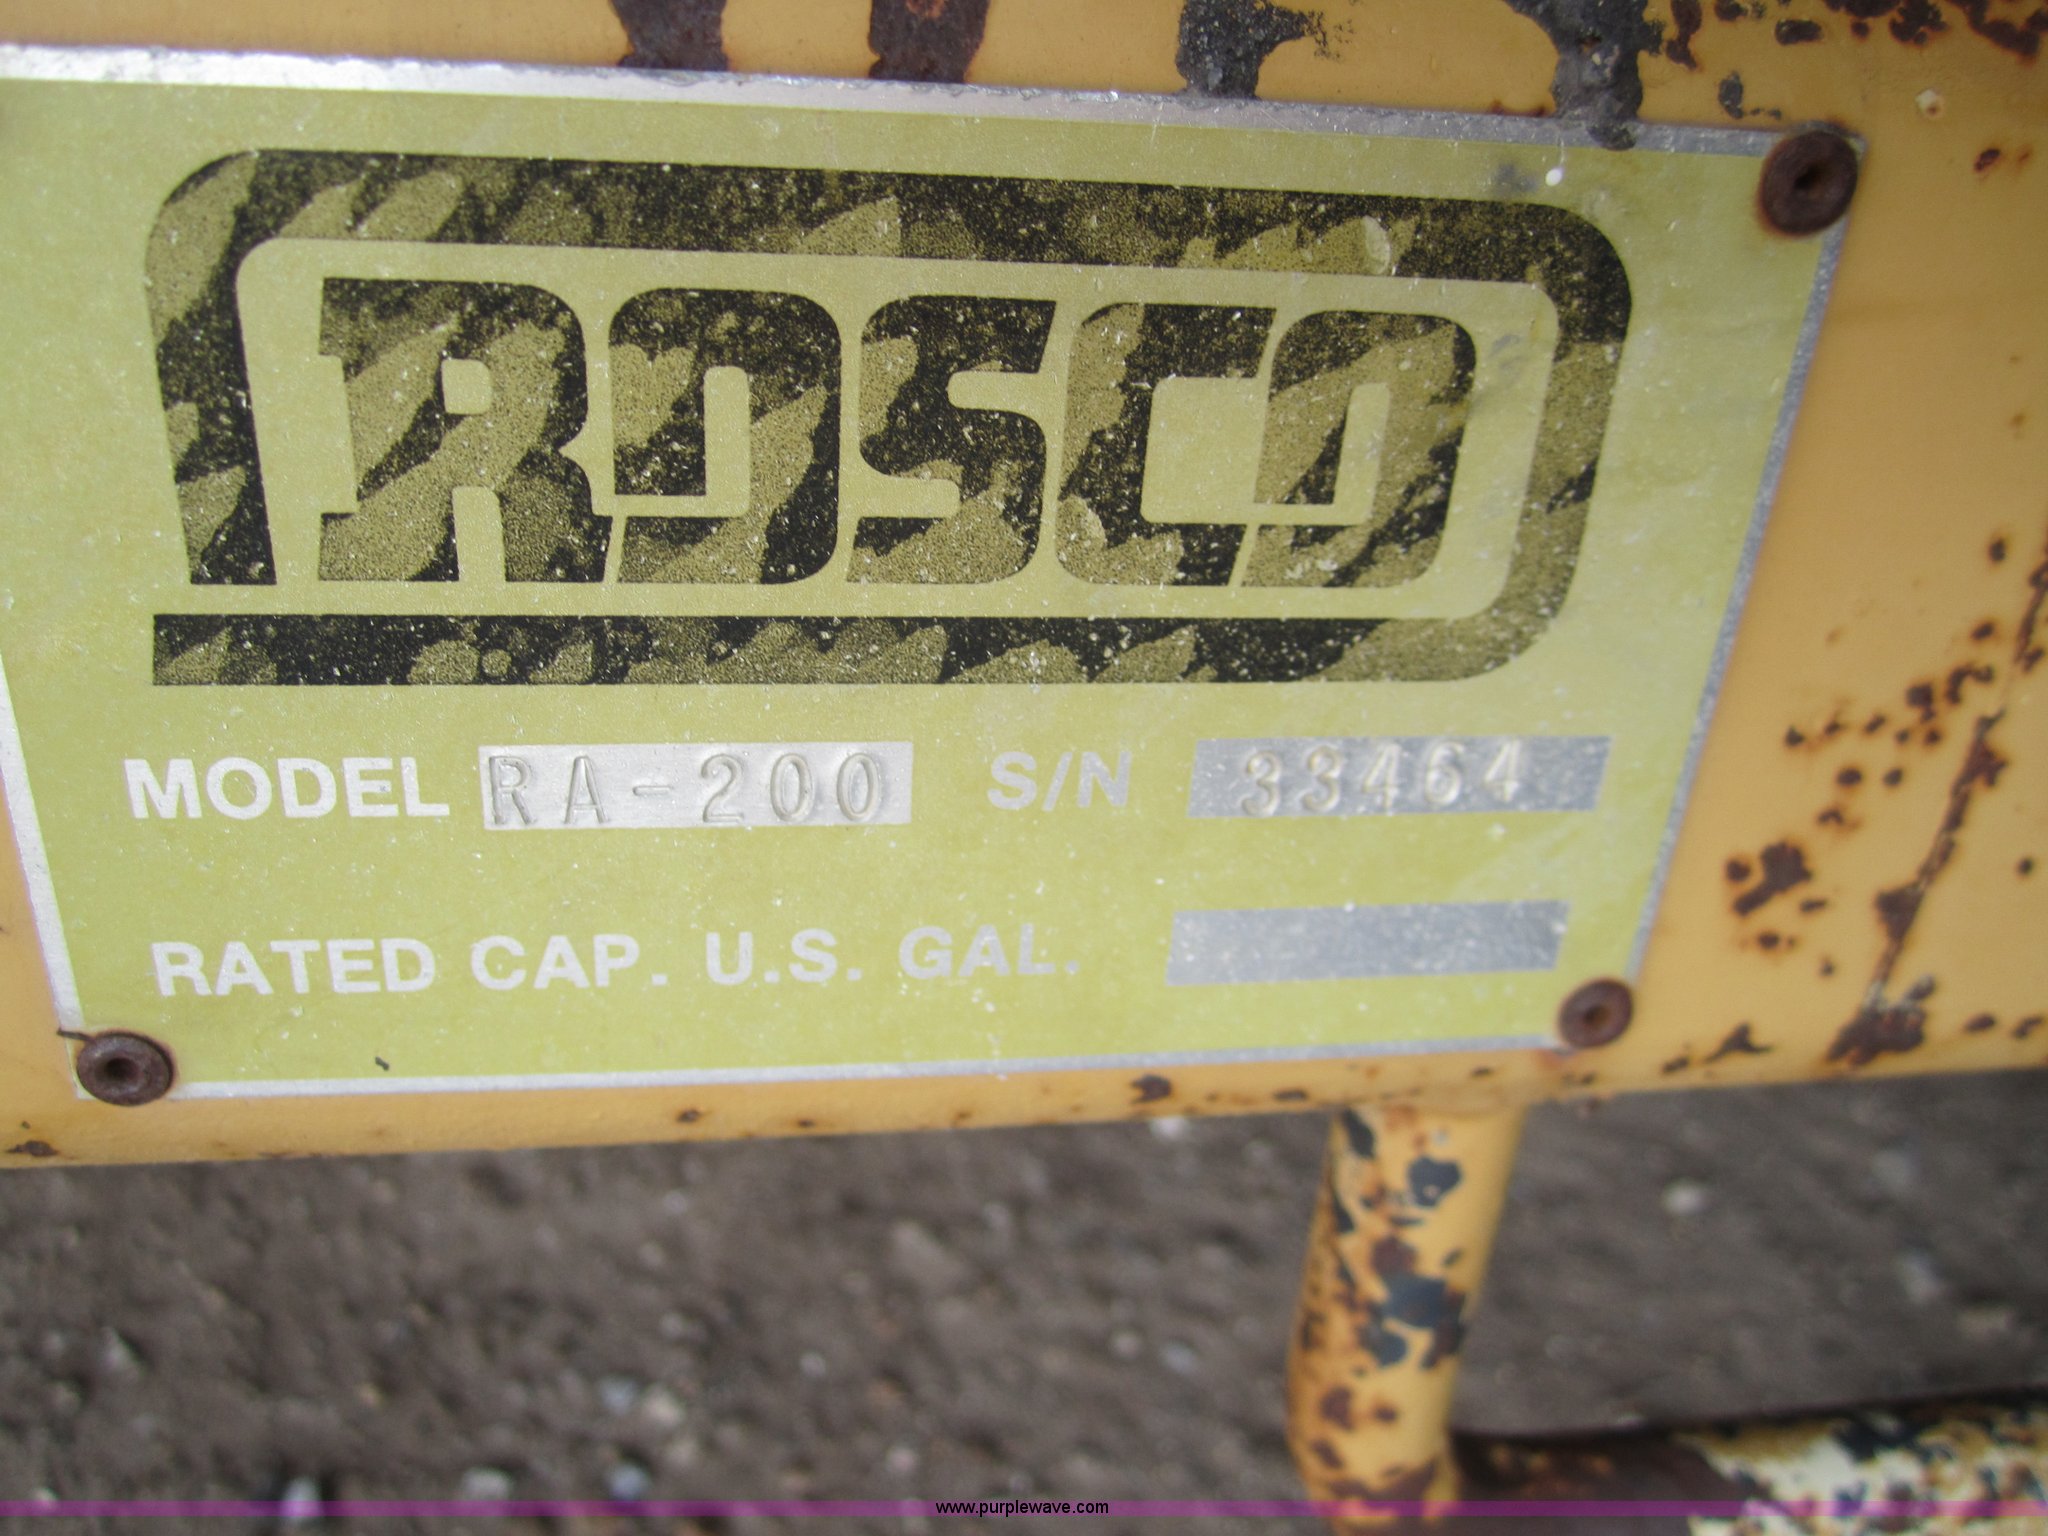 ROSCO
MODEL RA-200 S/N 33464
RATED CAP. U.S. GAL.
www.purplewave.com